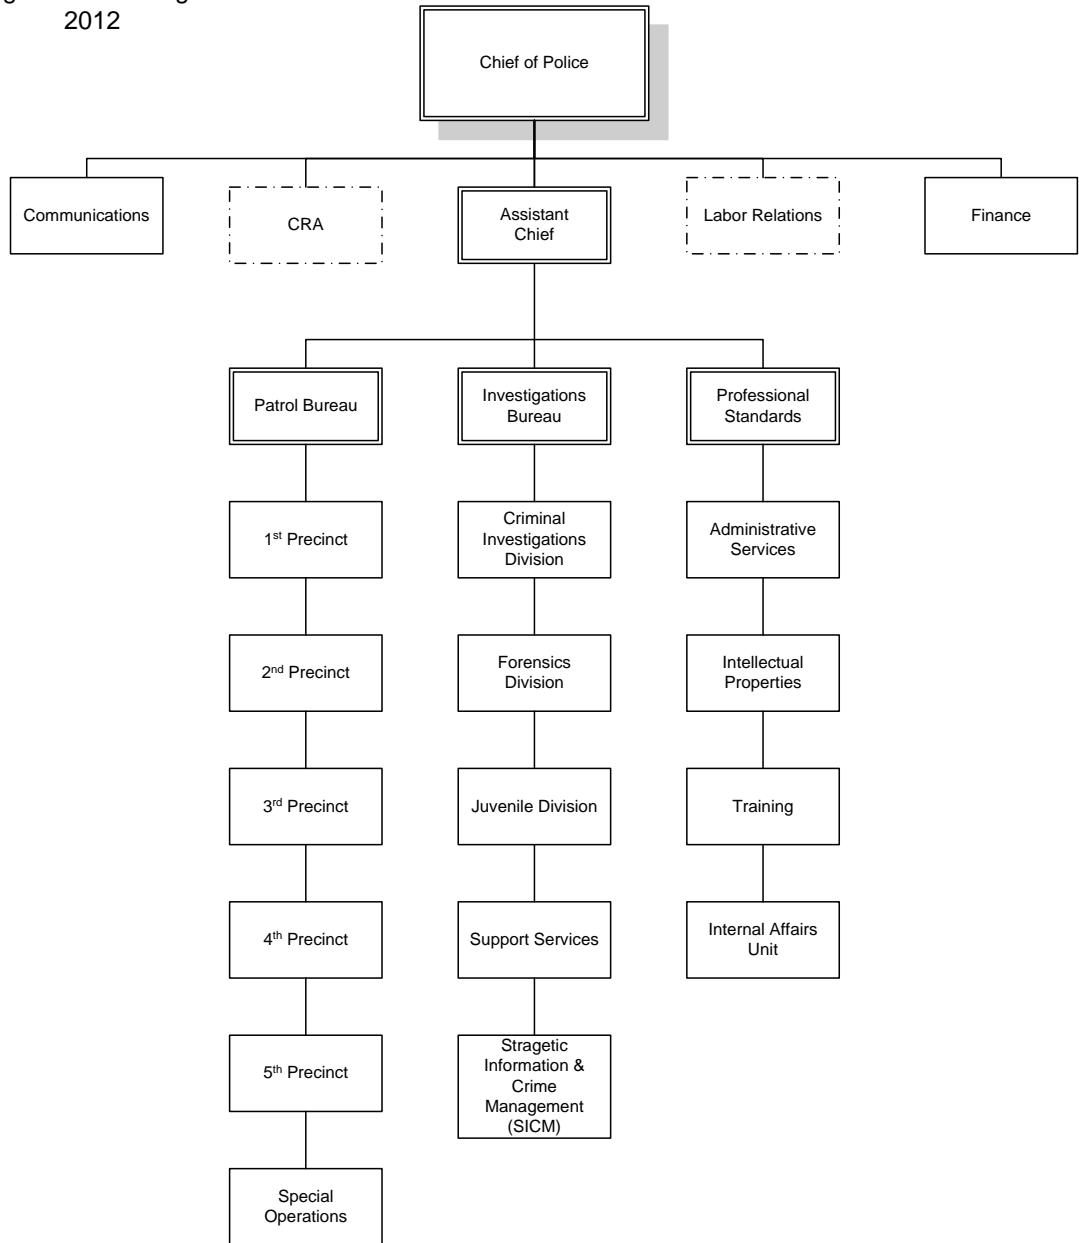 2012
Chief of Police
Communications
CRA
Assistant
Chief
Labor Relations
Finance
Patrol Bureau
Investigations
Bureau
Professional
Standards
1st Precinct
Criminal
Investigations
Division
Administrative
Services
2nd Precinct
Forensics
Division
Intellectual
Properties
3rd Precinct
Juvenile Division
Training
4th Precinct
Support Services
Internal Affairs
Unit
5th Precinct
Stragetic
Information &
Crime
Management
(SICM)
Special
Operations